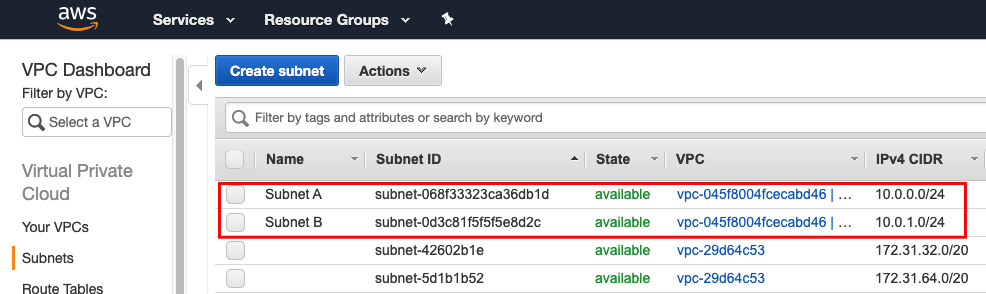 aws Services Resource Groups
VPC Dashboard
Filter by VPC:
Select a VPC
Virtual Private
Cloud
Your VPCs
Subnets
Route Tables
Create subnet Actions
Filter by tags and attributes or search by keyword
Name Subnet ID State VPC IPv4 CIDR
Subnet A subnet-068f33323ca36db1d available vpc-045f8004fcecabd46 | ... 10.0.0.0/24
Subnet B subnet-0d3c81f5f5f5e8d2c available vpc-045f8004fcecabd46 | ... 10.0.1.0/24
subnet-42602b1e available vpc-29d64c53 172.31.32.0/20
subnet-5d1b1b52 available vpc-29d64c53 172.31.64.0/20